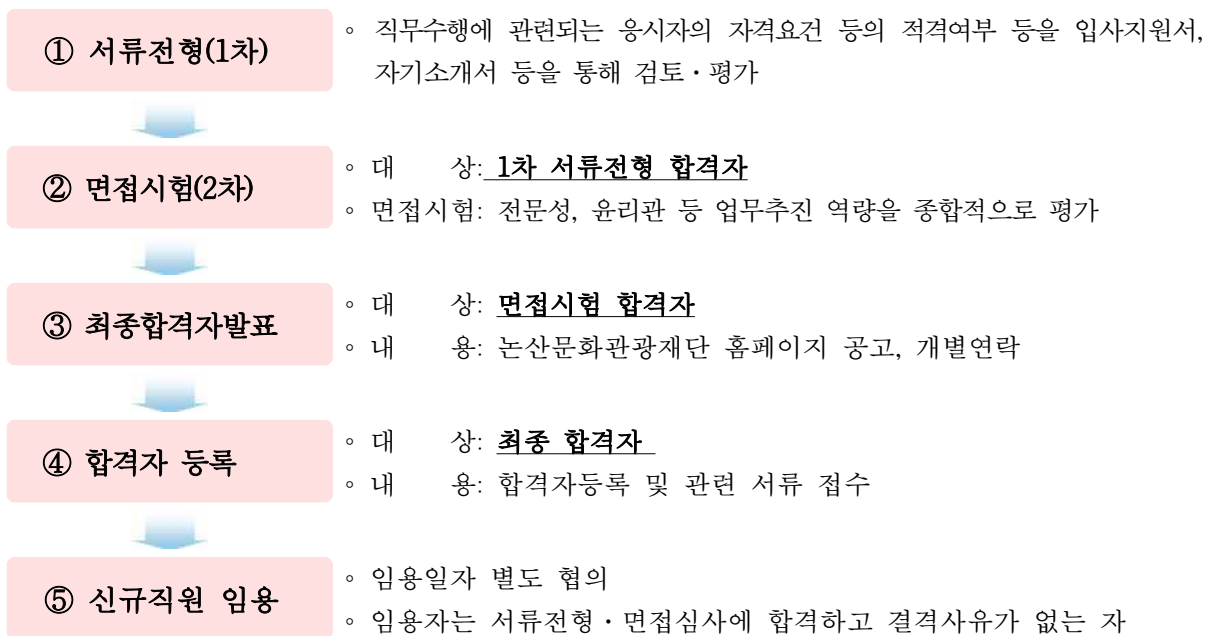 ① 서류전형(1차)
◦ 직무수행에 관련되는 응시자의 자격요건 등의 적격여부 등을 입사지원서,
자기소개서 등을 통해 검토・평가
② 면접시험(2차)
◦ 대 상: 1차 서류전형 합격자
◦ 면접시험: 전문성, 윤리관 등 업무추진 역량을 종합적으로 평가
③ 최종합격자발표
◦ 대 상: 면접시험 합격자
◦ 내 용: 논산문화관광재단 홈페이지 공고, 개별연락
④ 합격자 등록
◦ 대 상: 최종 합격자
◦ 내 용: 합격자등록 및 관련 서류 접수
⑤ 신규직원 임용
◦ 임용일자 별도 협의
◦ 임용자는 서류전형・면접심사에 합격하고 결격사유가 없는 자